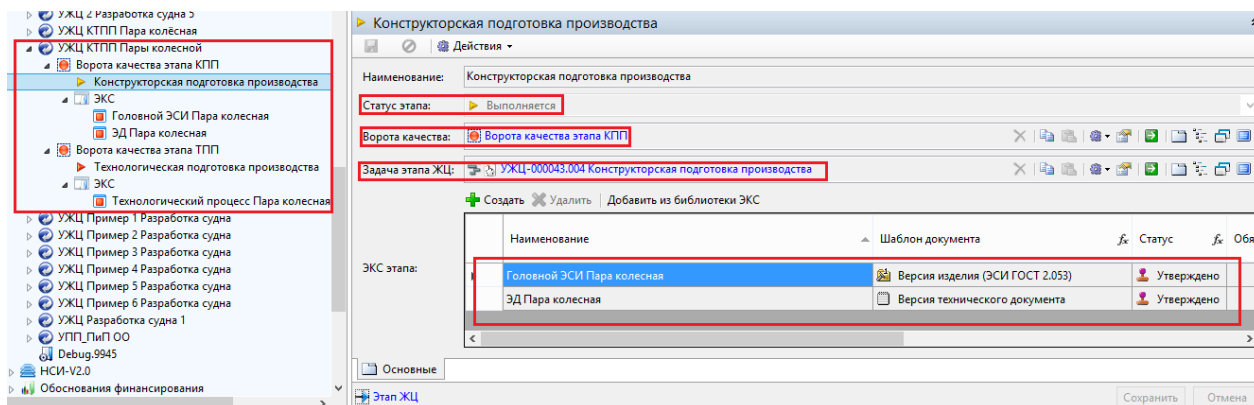 УЖЦ 2 Разработка судна 5
УЖЦ КТПП Пара колёсная
УЖЦ КТПП Пары колесной
Ворота качества этапа КПП
Конструкторская подготовка производства
ЭКС
Головной ЭСИ Пара колесная
ЭД Пара колесная
Ворота качества этапа ТПП
Технологическая подготовка производства
ЭКС
Технологический процесс Пара колесная
УЖЦ Пример 1 Разработка судна
УЖЦ Пример 2 Разработка судна
УЖЦ Пример 3 Разработка судна
УЖЦ Пример 4 Разработка судна
УЖЦ Пример 5 Разработка судна
УЖЦ Пример 6 Разработка судна
УЖЦ Разработка судна 1
УПП_ПиП ОО
Debug.9945
НСИ-V2.0
Обоснования финансирования
Конструкторская подготовка производства
Действия
Наименование: Конструкторская подготовка производства
Статус этапа: Выполняется
Ворота качества: Ворота качества этапа КПП
Задача этапа ЖЦ: УЖЦ-000043.004 Конструкторская подготовка производства
Создать Удалить Добавить из библиотеки ЭКС
Наименование Шаблон документа fx Статус fx Обя
ЭКС этапа:
Головной ЭСИ Пара колесная Версия изделия (ЭСИ ГОСТ 2.053) Утверждено
ЭД Пара колесная Версия технического документа Утверждено
Основные
Этап ЖЦ Сохранить Отмена